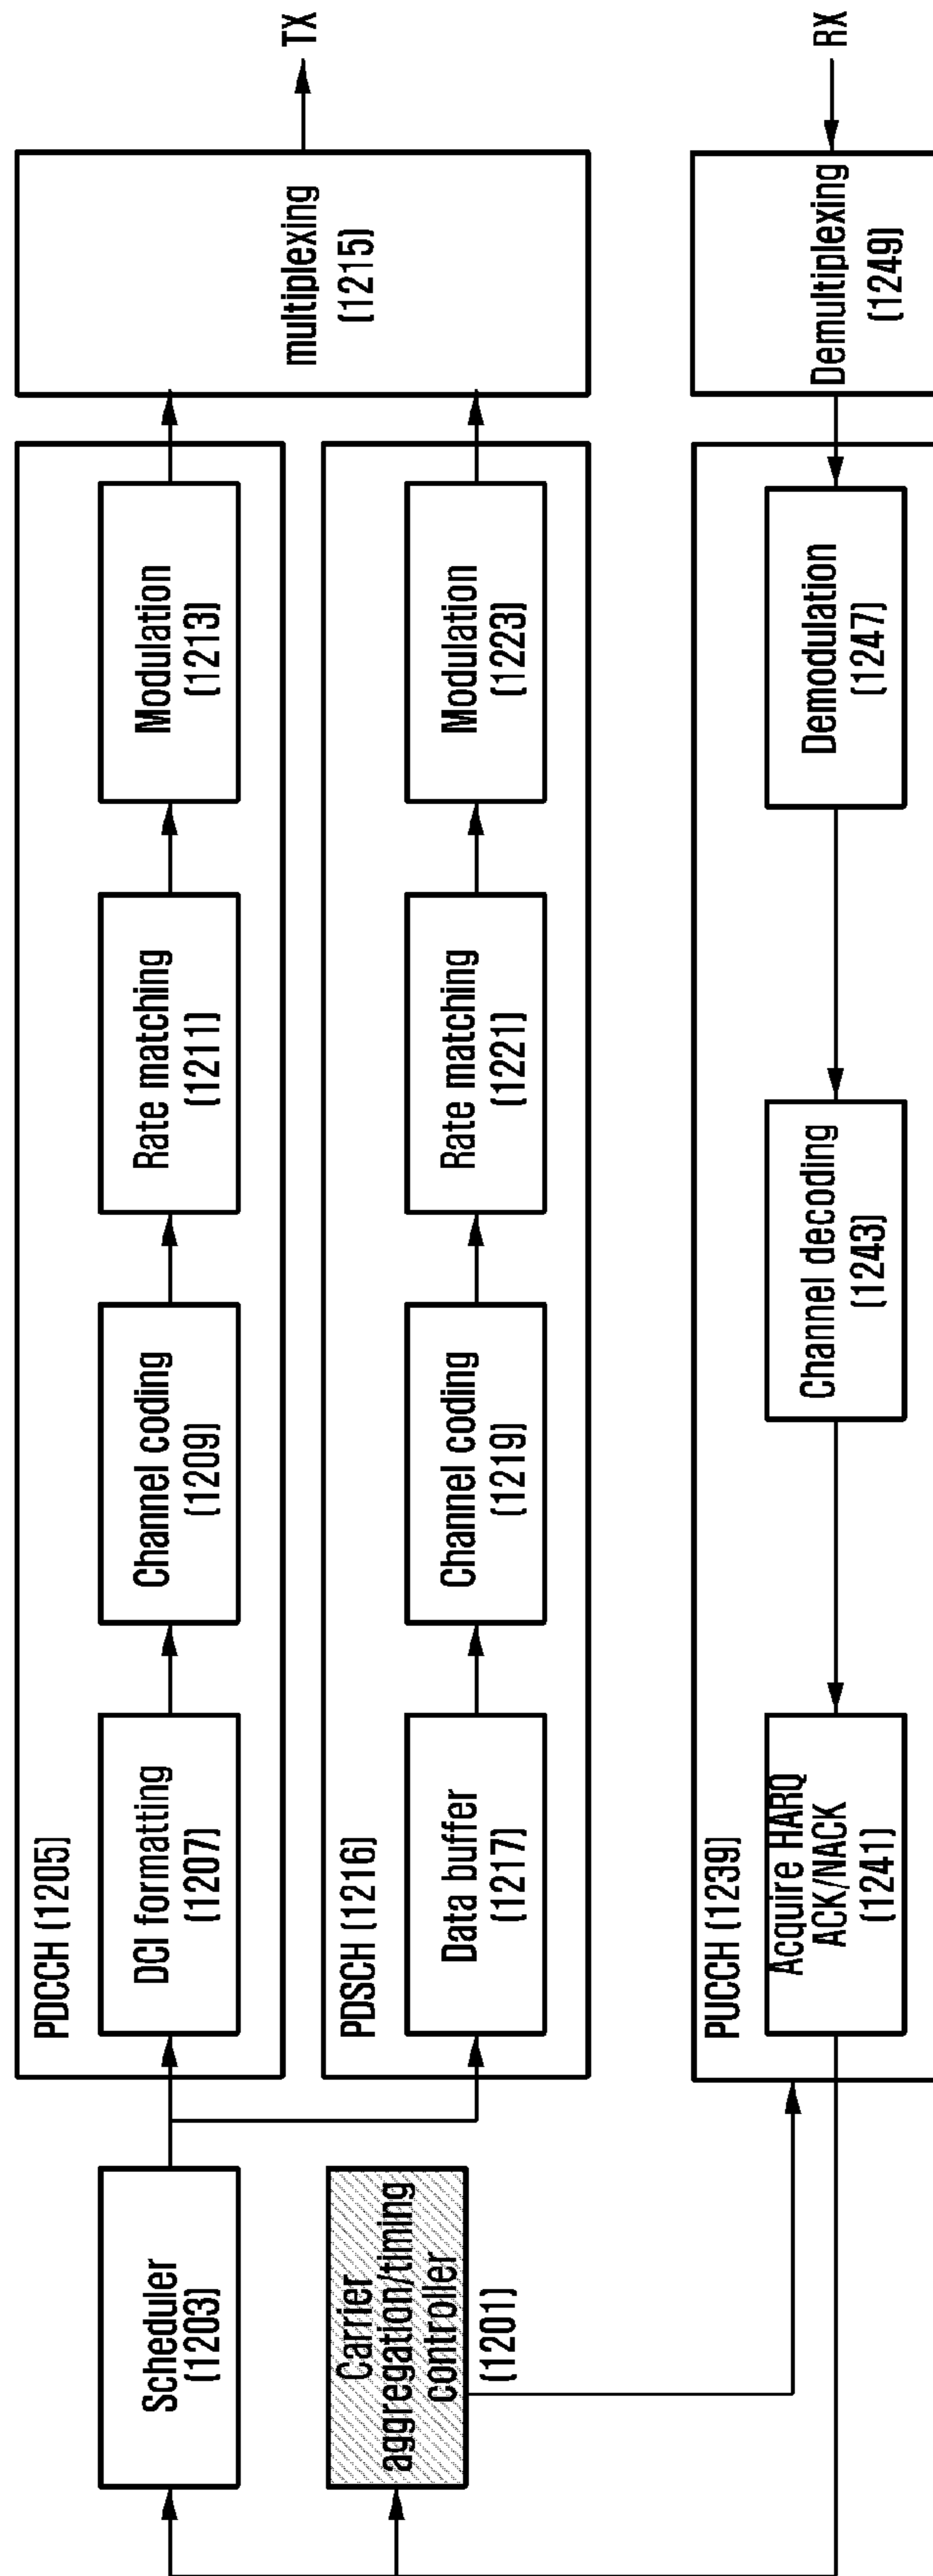 Scheduler
(1203)
Carrier
aggregation/timing
controller
(1201)
PDCCH (1205)
DCI formatting
(1207)
Channel coding
(1209)
Rate matching
(1211)
Modulation
(1213)
PDSCH (1216)
Data buffer
(1217)
Channel coding
(1219)
Rate matching
(1221)
Modulation
(1223)
multiplexing
(1215)
TX
PUCCH (1239)
Acquire HARQ
ACK/NACK
(1241)
Channel decoding
(1243)
Demodulation
(1247)
Demultiplexing
(1249)
RX